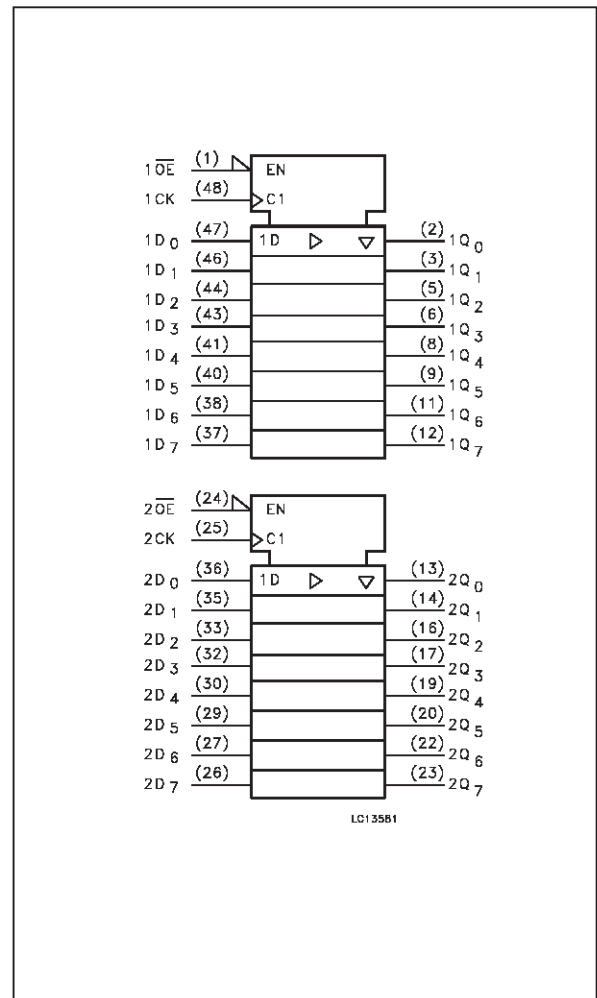 1OE (1) EN
1CK (48) C1
1D0 (47) 1D (2) 1Q0
1D1 (46) (3) 1Q1
1D2 (44) (5) 1Q2
1D3 (43) (6) 1Q3
1D4 (41) (8) 1Q4
1D5 (40) (9) 1Q5
1D6 (38) (11) 1Q6
1D7 (37) (12) 1Q7
2OE (24) EN
2CK (25) C1
2D0 (36) 1D (13) 2Q0
2D1 (35) (14) 2Q1
2D2 (33) (16) 2Q2
2D3 (32) (17) 2Q3
2D4 (30) (19) 2Q4
2D5 (29) (20) 2Q5
2D6 (27) (22) 2Q6
2D7 (26) (23) 2Q7
LC13581